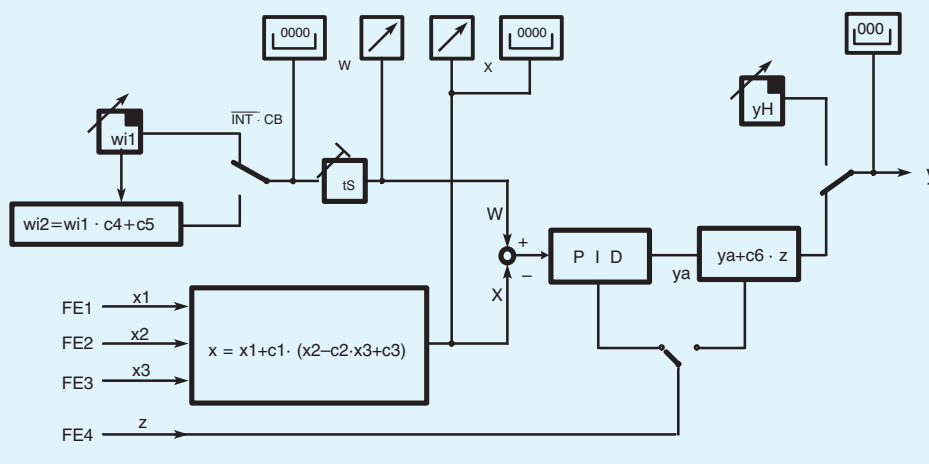 0000
W
X
0000
000
INT · CB
wi1
yH
tS
y
wi2=wi1 · c4+c5
W
+
−
P I D
ya
ya+c6 · z
X
FE1 x1
FE2 x2
FE3 x3
x = x1+c1· (x2–c2·x3+c3)
FE4 z